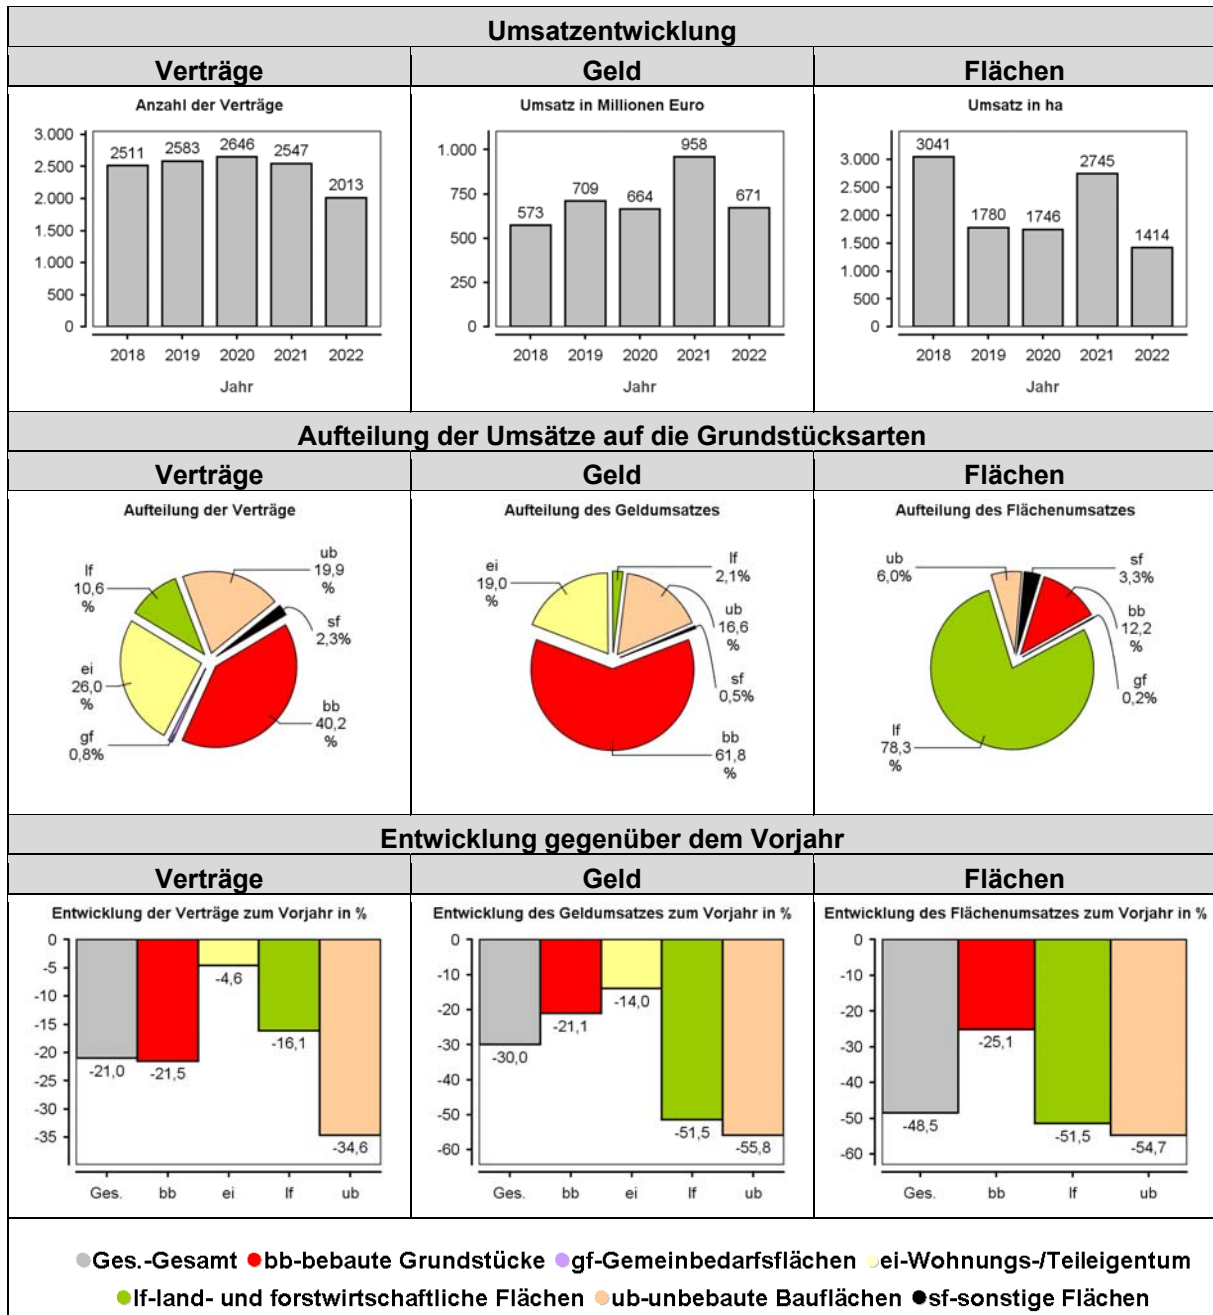 Umsatzentwicklung
Verträge
Geld
Flächen
Anzahl der Verträge
3.000
2.500
2.000
1.500
1.000
500
0
2511
2583
2646
2547
2013
2018 2019 2020 2021 2022
Jahr
Umsatz in Millionen Euro
1.000
750
500
250
0
573
709
664
958
671
2018 2019 2020 2021 2022
Jahr
Umsatz in ha
3.000
2.500
2.000
1.500
1.000
500
0
3041
1780
1746
2745
1414
2018 2019 2020 2021 2022
Jahr
Aufteilung der Umsätze auf die Grundstücksarten
Verträge
Geld
Flächen
Aufteilung der Verträge
ub
19,9
%
sf
2,3%
bb
40,2
%
gf
0,8%
ei
26,0
%
lf
10,6
%
Aufteilung des Geldumsatzes
lf
2,1%
ub
16,6
%
sf
0,5%
bb
61,8
%
ei
19,0
%
Aufteilung des Flächenumsatzes
ub
6,0%
sf
3,3%
bb
12,2
%
gf
0,2%
lf
78,3
%
Entwicklung gegenüber dem Vorjahr
Verträge
Geld
Flächen
Entwicklung der Verträge zum Vorjahr in %
0
-5
-10
-15
-20
-25
-30
-35
-21,0
-21,5
-4,6
-16,1
-34,6
Ges. bb ei lf ub
Entwicklung des Geldumsatzes zum Vorjahr in %
0
-10
-20
-30
-40
-50
-60
-30,0
-21,1
-14,0
-51,5
-55,8
Ges. bb ei lf ub
Entwicklung des Flächenumsatzes zum Vorjahr in %
0
-10
-20
-30
-40
-50
-60
-48,5
-25,1
-51,5
-54,7
Ges. bb lf ub
Ges.-Gesamt bb-bebaute Grundstücke gf-Gemeinbedarfsflächen ei-Wohnungs-/Teileigentum
lf-land- und forstwirtschaftliche Flächen ub-unbebaute Bauflächen sf-sonstige Flächen